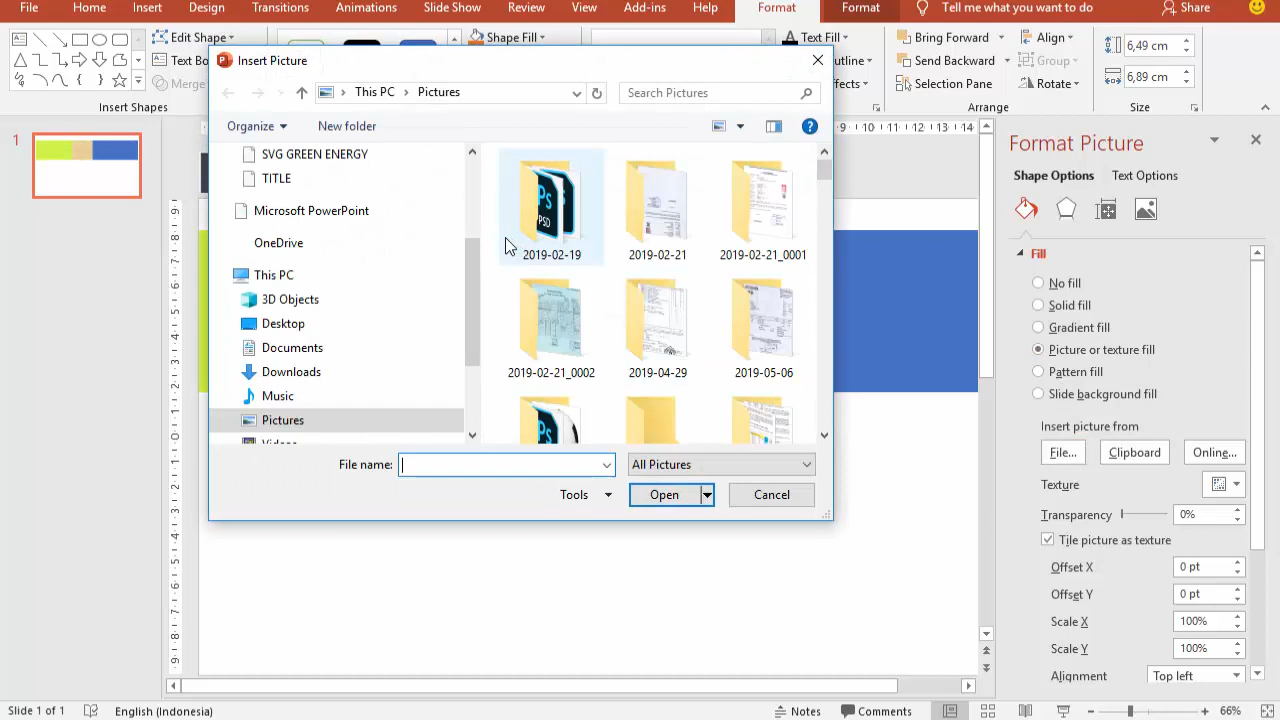 File Home Insert Design Transitions Animations Slide Show Review View Add-ins Help Format Format Tell me what you want to do Share
Edit Shape Shape Fill Text Fill Bring Forward Align 6,49 cm
Send Backward Group
Selection Pane Rotate 6,89 cm
Insert Shapes Arrange Size
Insert Picture
This PC Pictures Search Pictures
Organize New folder
SVG GREEN ENERGY
TITLE
Microsoft PowerPoint
OneDrive
This PC
3D Objects
Desktop
Documents
Downloads
Music
Pictures
Videos
2019-02-19 2019-02-21 2019-02-21_0001
2019-02-21_0002 2019-04-29 2019-05-06
File name: All Pictures
Tools Open Cancel
1
Format Picture
Shape Options Text Options
Fill
No fill
Solid fill
Gradient fill
Picture or texture fill
Pattern fill
Slide background fill
Insert picture from
File... Clipboard Online...
Texture
Transparency 0%
Tile picture as texture
Offset X 0 pt
Offset Y 0 pt
Scale X 100%
Scale Y 100%
Alignment Top left
Slide 1 of 1 English (Indonesia) Notes Comments 66%